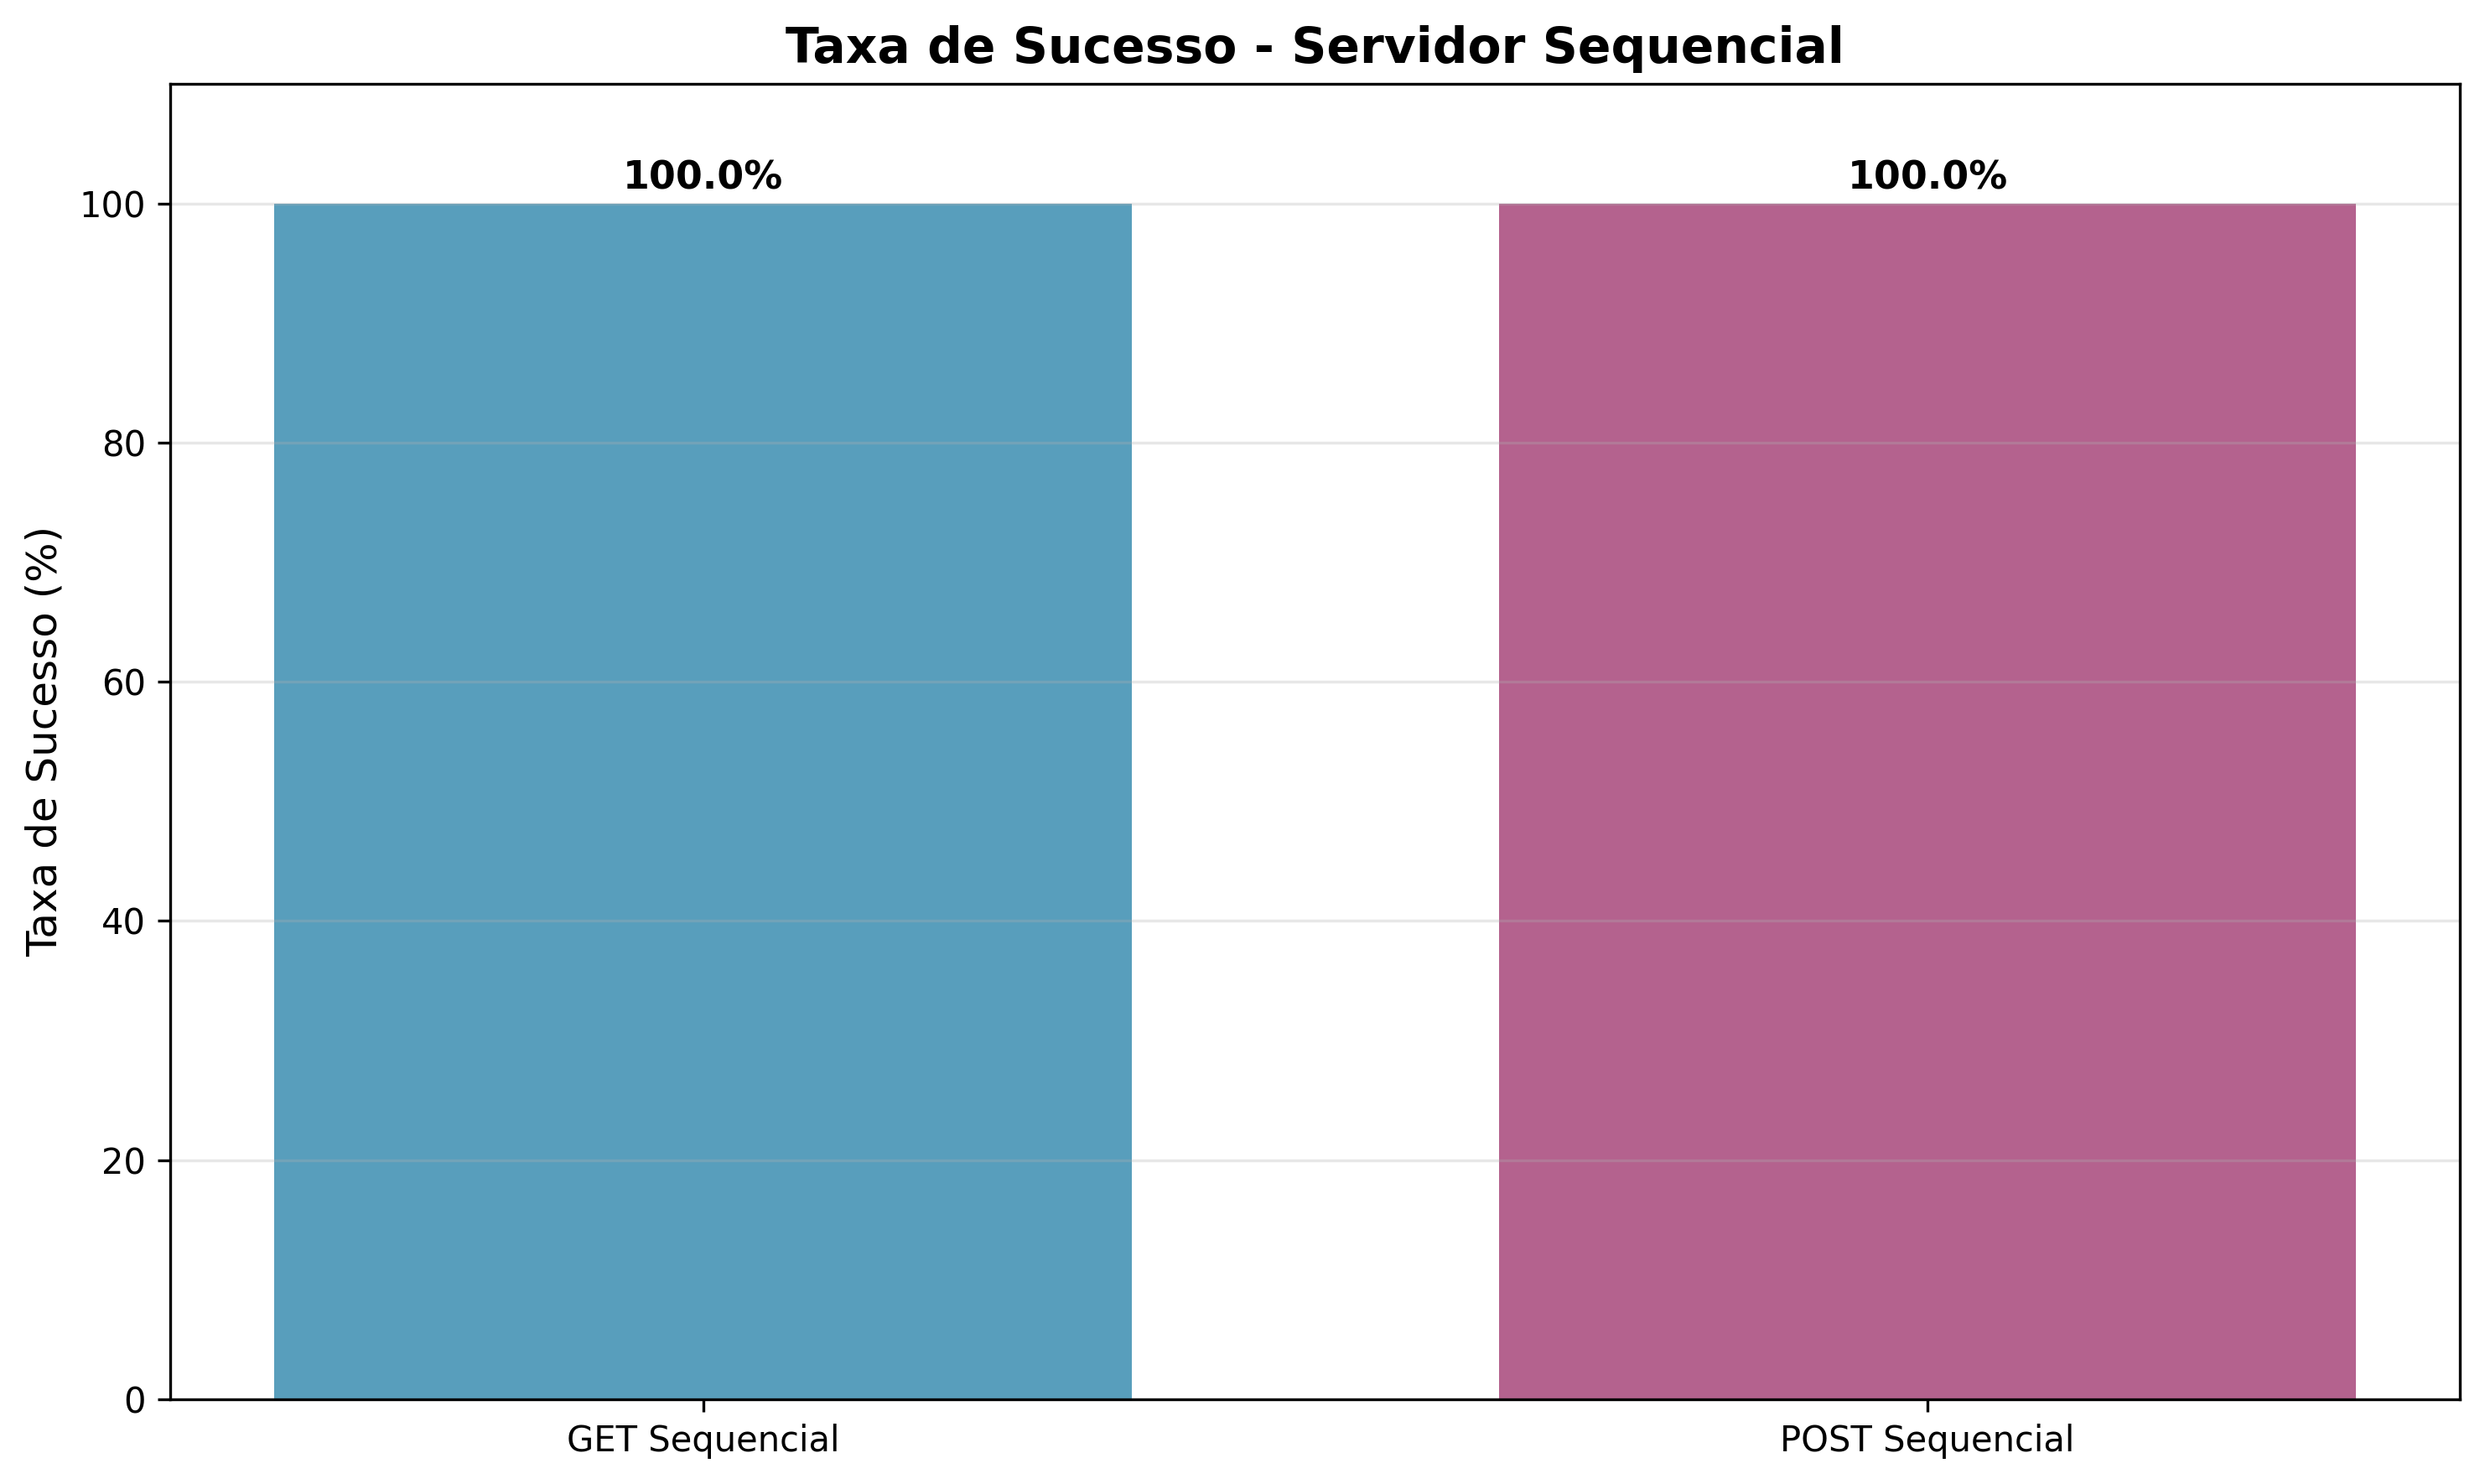 Taxa de Sucesso - Servidor Sequencial
Taxa de Sucesso (%)
100.0%
100.0%
100
80
60
40
20
0
GET Sequencial
POST Sequencial